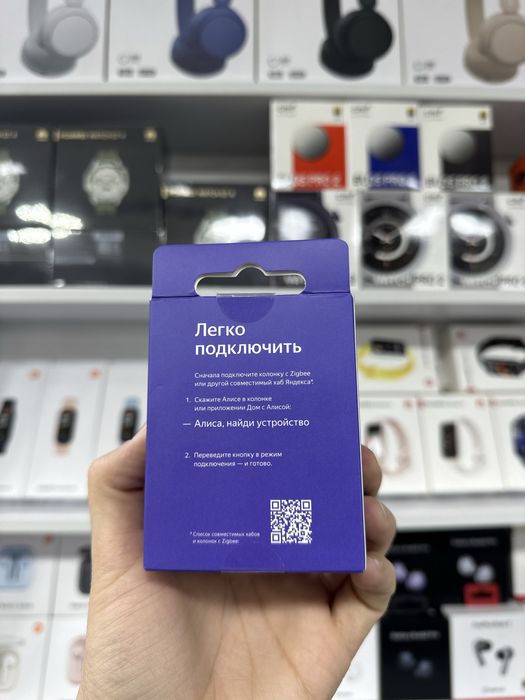 Легко
подключить
Сначала подключите колонку с Zigbee
или другой совместимый хаб Яндекса*.
1. Скажите Алисе в колонке
или приложении Дом с Алисой:
— Алиса, найди устройство
2. Переведите кнопку в режим
подключения — и готово.
* Список совместимых хабов
и колонок с Zigbee: